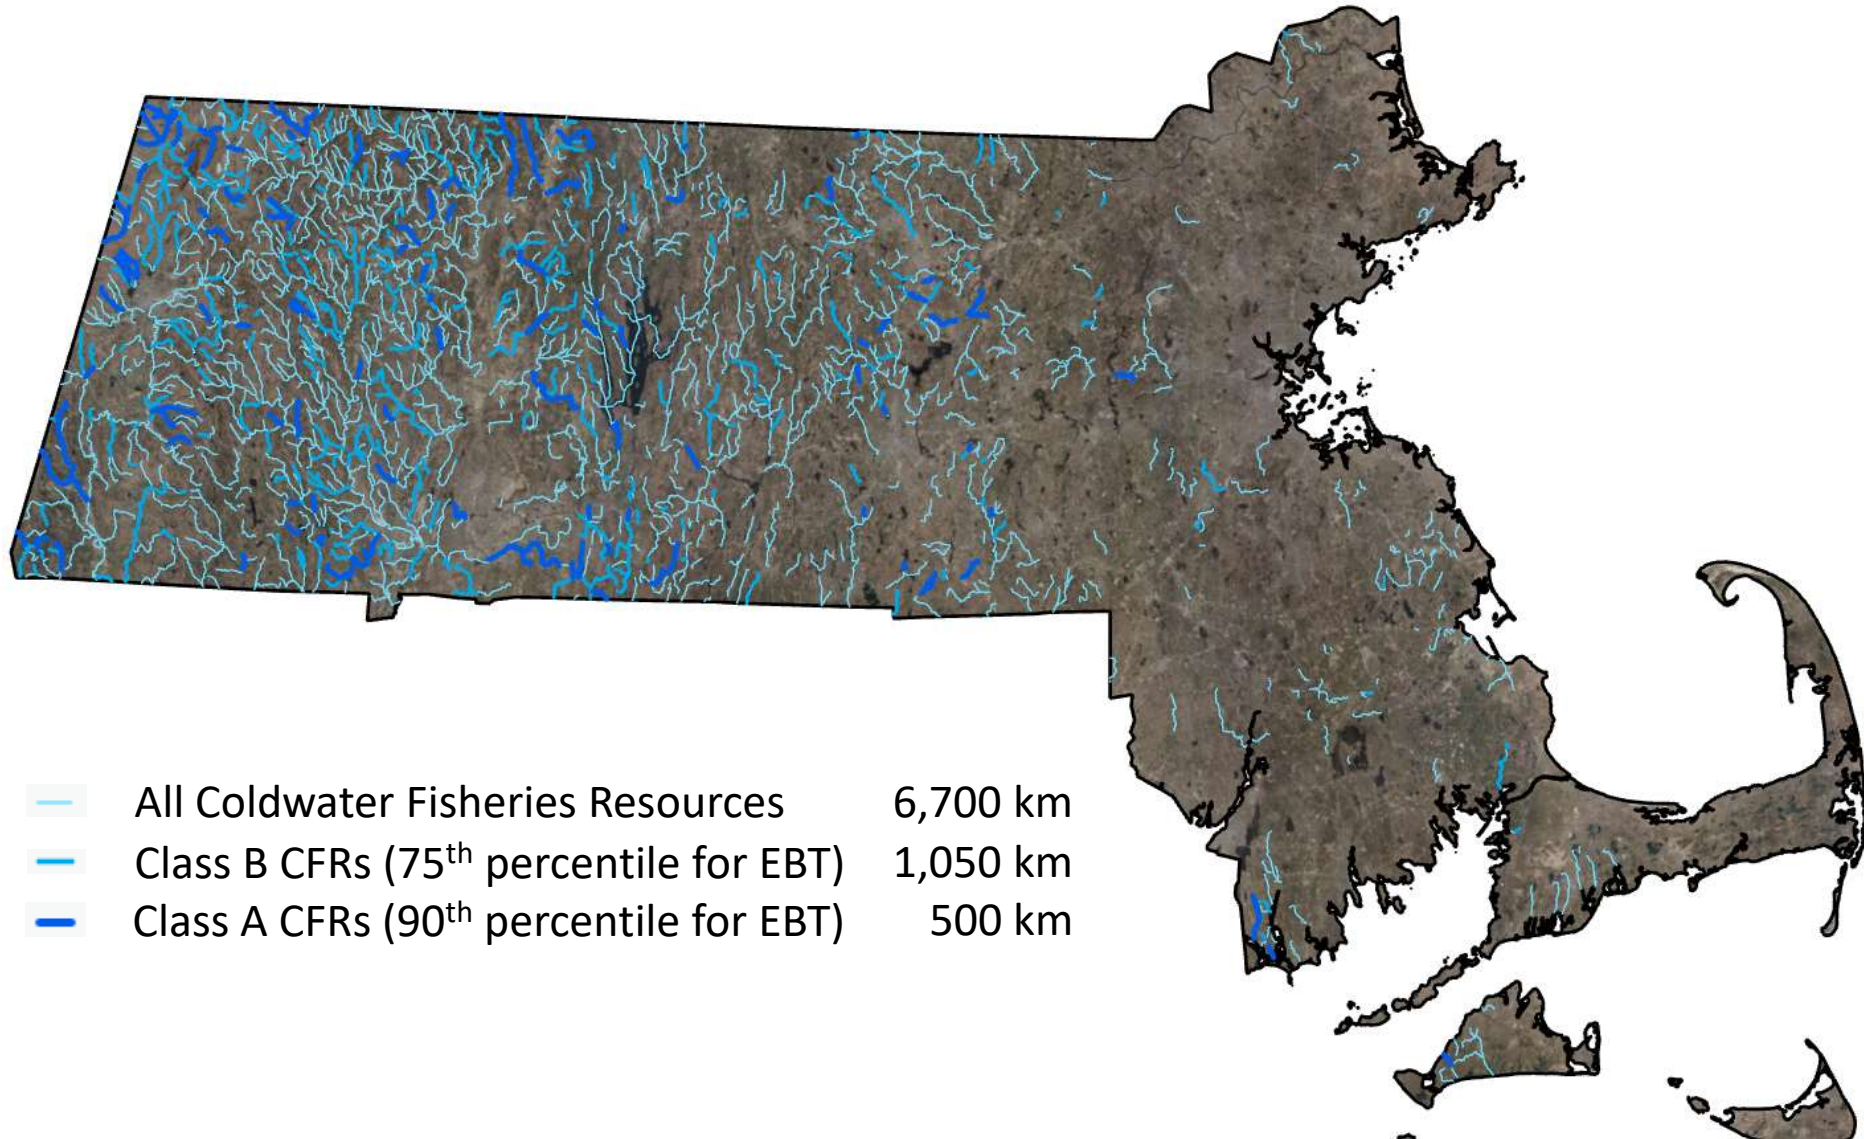 All Coldwater Fisheries Resources 6,700 km
Class B CFRs (75th percentile for EBT) 1,050 km
Class A CFRs (90th percentile for EBT) 500 km